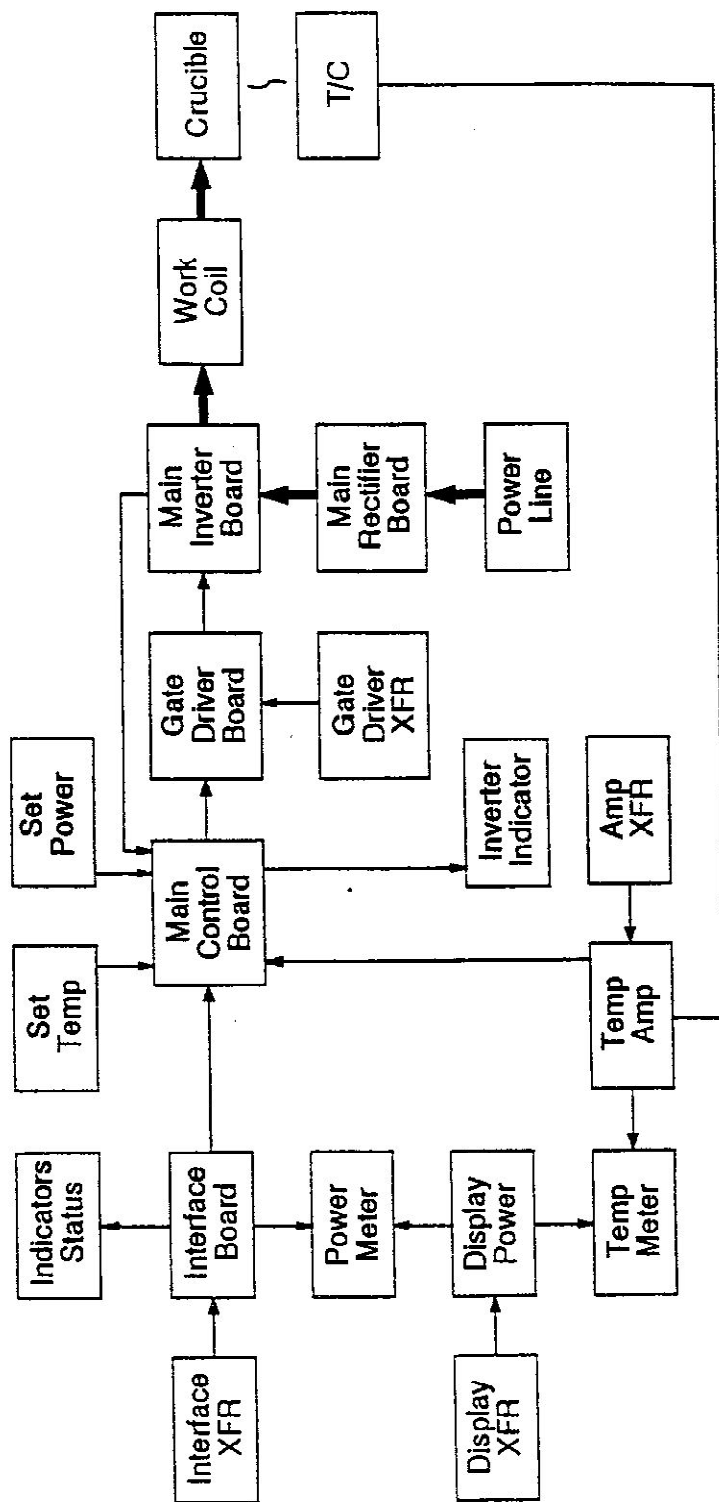 Indicators
Status
Set
Temp
Set
Power
Interface
XFR
Interface
Board
Main
Control
Board
Gate
Driver
Board
Main
Inverter
Board
Work
Coil
Crucible
Power
Meter
Gate
Driver
XFR
Main
Rectifier
Board
T/C
Display
XFR
Display
Power
Inverter
Indicator
Power
Line
Temp
Meter
Temp
Amp
Amp
XFR